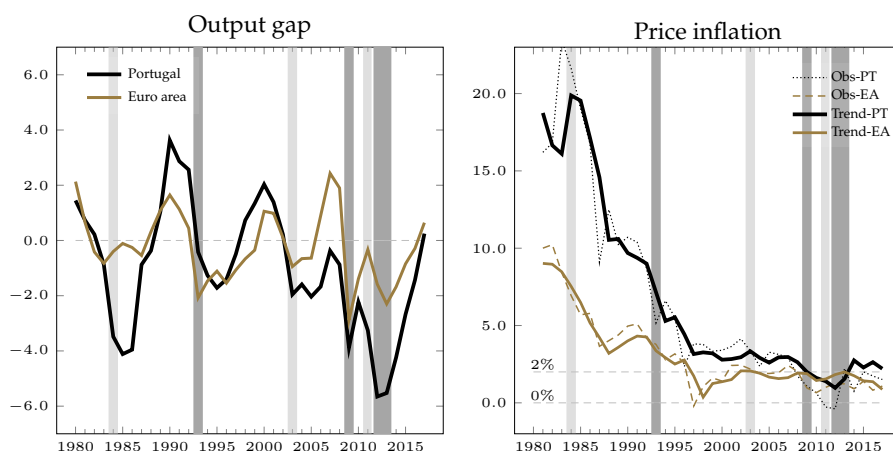 Output gap
6.0
4.0
2.0
0.0
−2.0
−4.0
−6.0
Portugal
Euro area
1980 1985 1990 1995 2000 2005 2010 2015
Price inflation
20.0
15.0
10.0
5.0
0.0
Obs-PT
Obs-EA
Trend-PT
Trend-EA
2%
0%
1980 1985 1990 1995 2000 2005 2010 2015